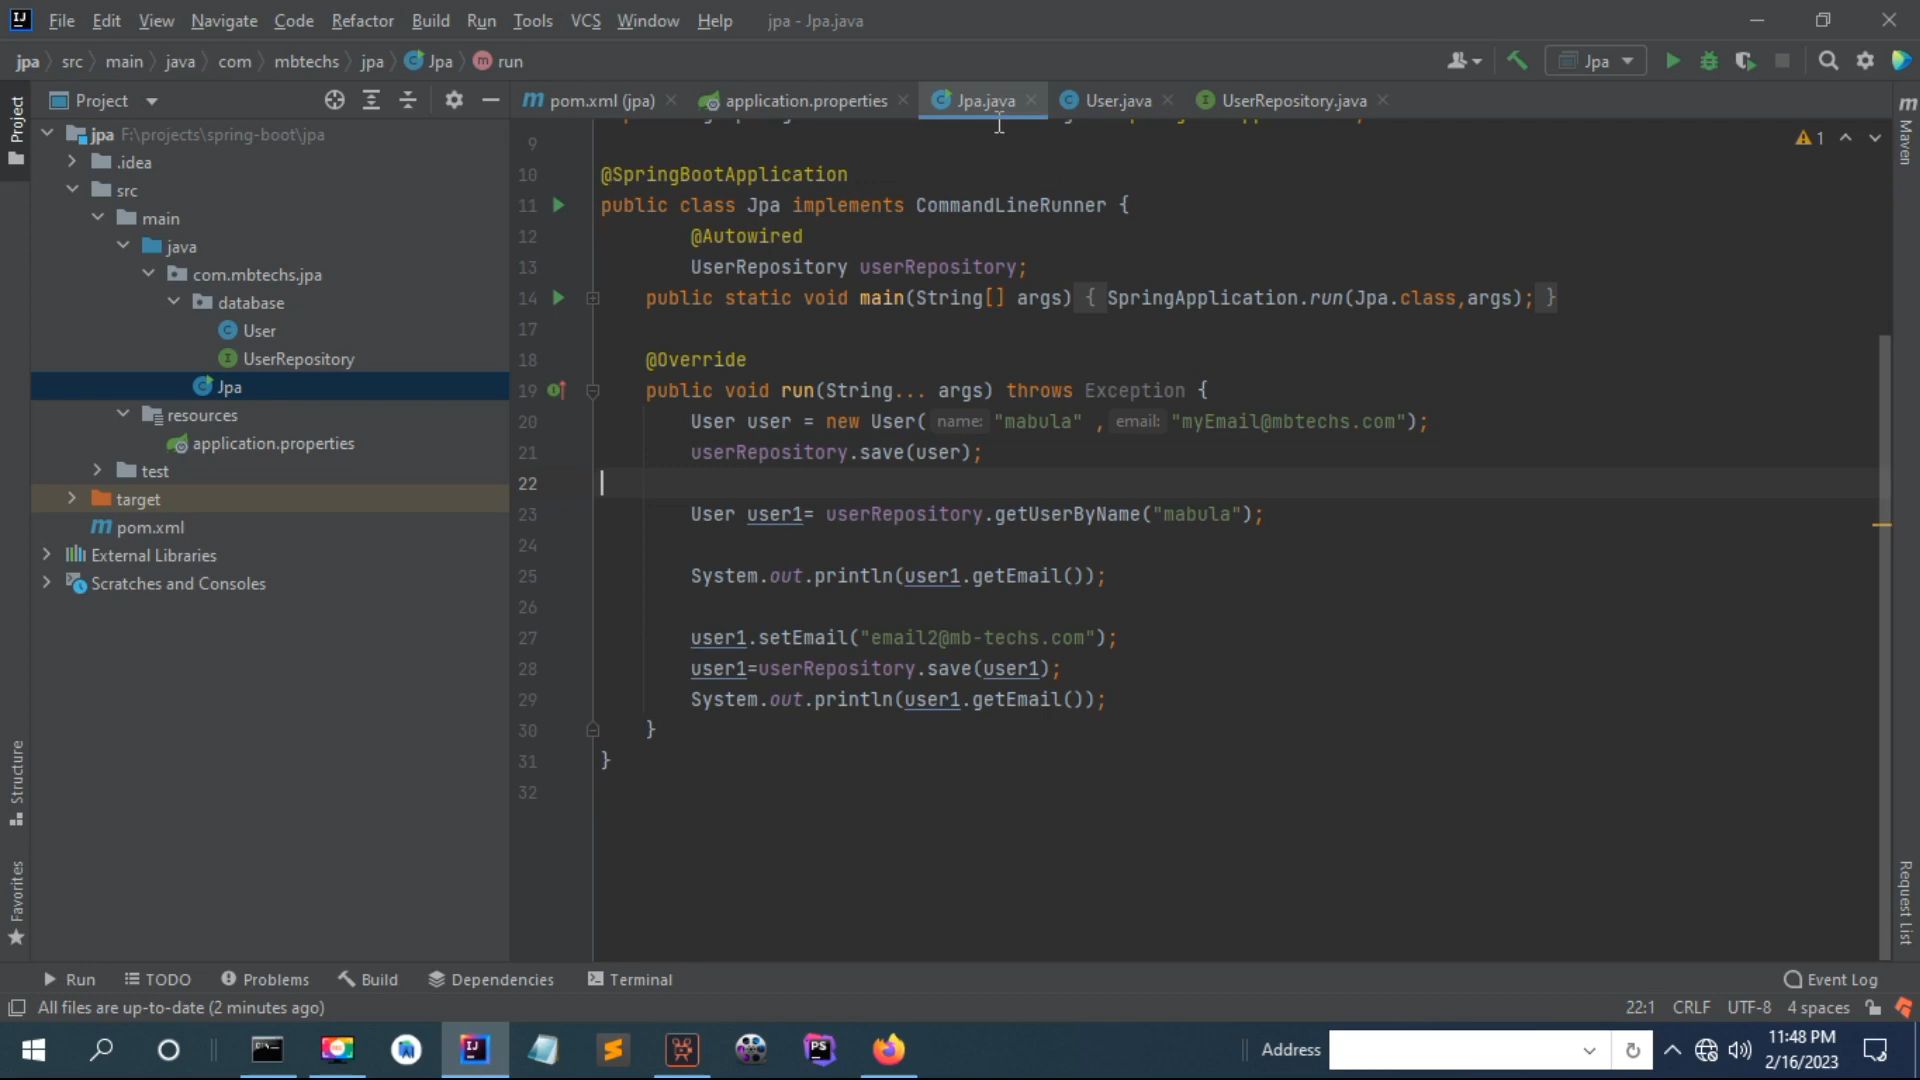 File Edit View Navigate Code Refactor Build Run Tools VCS Window Help jpa - Jpa.java
jpa src main java com mbtechs jpa Jpa m run Jpa
Project
Project
pom.xml (jpa) application.properties Jpa.java User.java UserRepository.java
Maven
jpa F:\projects\spring-boot\jpa
.idea
src
main
java
com.mbtechs.jpa
database
User
UserRepository
Jpa
resources
application.properties
test
target
pom.xml
External Libraries
Scratches and Consoles
1
9
10 @SpringBootApplication
11 public class Jpa implements CommandLineRunner {
12 @Autowired
13 UserRepository userRepository;
14 public static void main(String[] args) { SpringApplication.run(Jpa.class,args); }
17
18 @Override
19 public void run(String... args) throws Exception {
20 User user = new User( name: "mabula" , email: "myEmail@mbtechs.com");
21 userRepository.save(user);
22
23 User user1= userRepository.getUserByName("mabula");
24
25 System.out.println(user1.getEmail());
26
27 user1.setEmail("email2@mb-techs.com");
28 user1=userRepository.save(user1);
29 System.out.println(user1.getEmail());
30 }
31 }
32
Structure
Favorites
Request List
Run TODO Problems Build Dependencies Terminal Event Log
All files are up-to-date (2 minutes ago) 22:1 CRLF UTF-8 4 spaces
Address
11:48 PM
2/16/2023